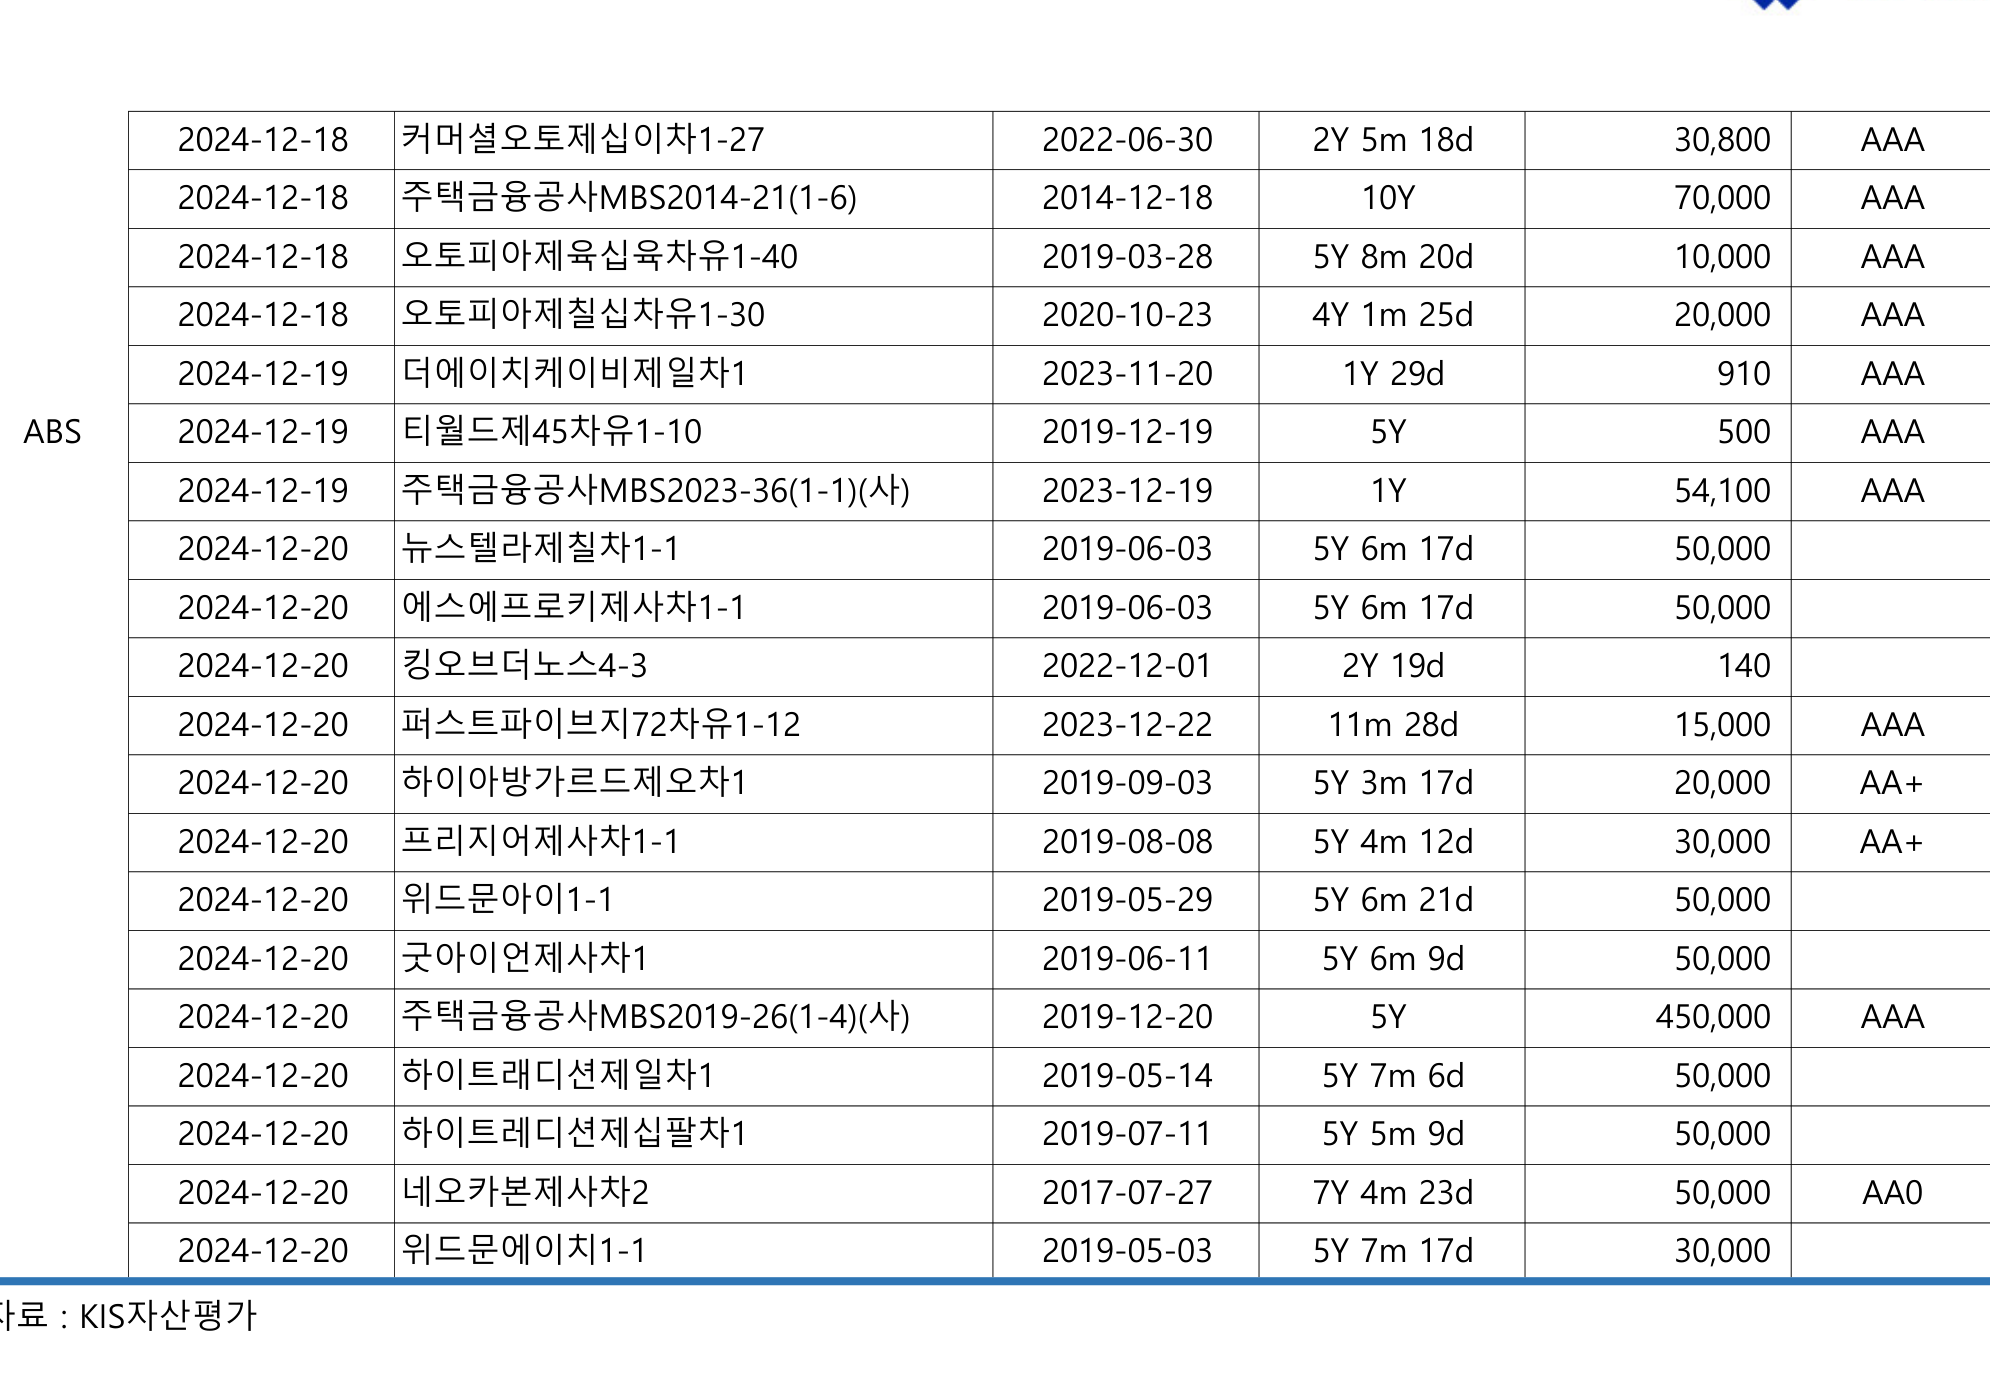 2024-12-18 커머셜오토제십이차1-27 2022-06-30 2Y 5m 18d 30,800 AAA
2024-12-18 주택금융공사MBS2014-21(1-6) 2014-12-18 10Y 70,000 AAA
2024-12-18 오토피아제육십육차유1-40 2019-03-28 5Y 8m 20d 10,000 AAA
2024-12-18 오토피아제칠십차유1-30 2020-10-23 4Y 1m 25d 20,000 AAA
2024-12-19 더에이치케이비제일차1 2023-11-20 1Y 29d 910 AAA
ABS 2024-12-19 티월드제45차유1-10 2019-12-19 5Y 500 AAA
2024-12-19 주택금융공사MBS2023-36(1-1)(사) 2023-12-19 1Y 54,100 AAA
2024-12-20 뉴스텔라제칠차1-1 2019-06-03 5Y 6m 17d 50,000
2024-12-20 에스에프로키제사차1-1 2019-06-03 5Y 6m 17d 50,000
2024-12-20 킹오브더노스4-3 2022-12-01 2Y 19d 140
2024-12-20 퍼스트파이브지72차유1-12 2023-12-22 11m 28d 15,000 AAA
2024-12-20 하이아방가르드제오차1 2019-09-03 5Y 3m 17d 20,000 AA+
2024-12-20 프리지어제사차1-1 2019-08-08 5Y 4m 12d 30,000 AA+
2024-12-20 위드문아이1-1 2019-05-29 5Y 6m 21d 50,000
2024-12-20 굿아이언제사차1 2019-06-11 5Y 6m 9d 50,000
2024-12-20 주택금융공사MBS2019-26(1-4)(사) 2019-12-20 5Y 450,000 AAA
2024-12-20 하이트래디션제일차1 2019-05-14 5Y 7m 6d 50,000
2024-12-20 하이트레디션제십팔차1 2019-07-11 5Y 5m 9d 50,000
2024-12-20 네오카본제사차2 2017-07-27 7Y 4m 23d 50,000 AA0
2024-12-20 위드문에이치1-1 2019-05-03 5Y 7m 17d 30,000
자료 : KIS자산평가